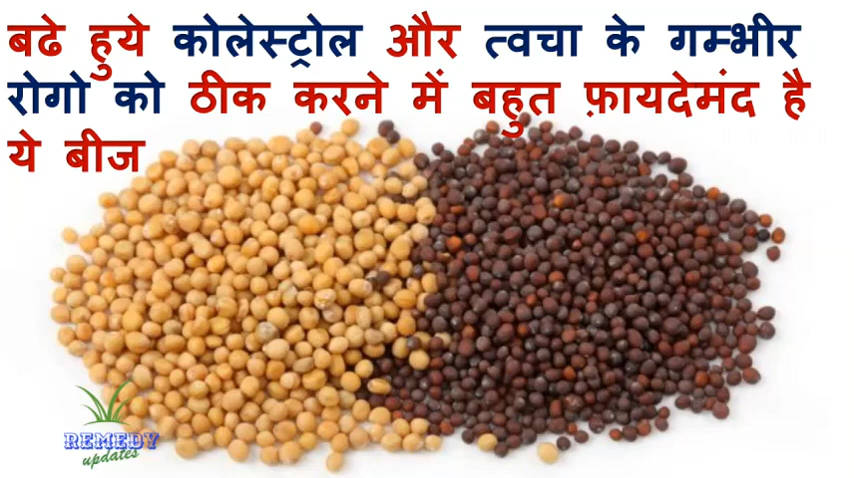 बढे हुये कोलेस्ट्रोल और त्वचा के गम्भीर
रोगो को ठीक करने में बहुत फ़ायदेमंद है
ये बीज
REMEDY
updates